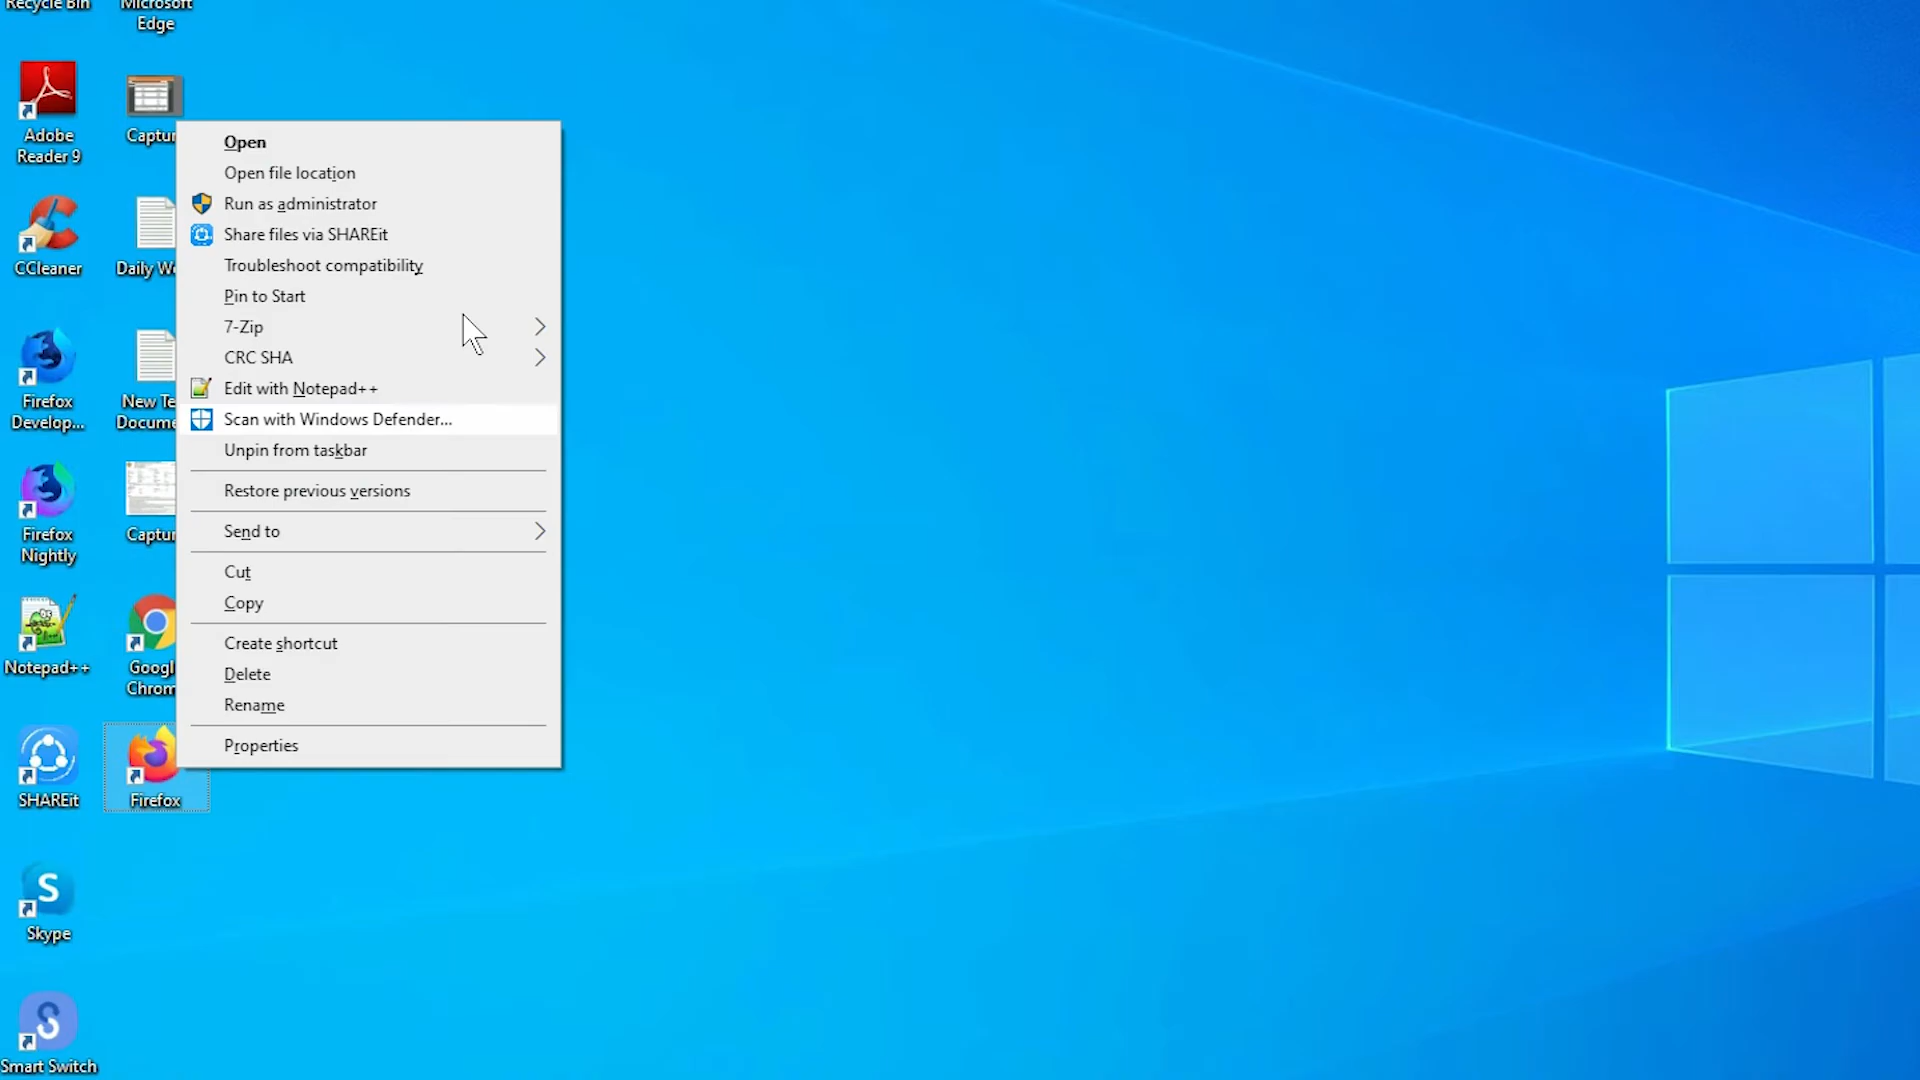 Recycle Bin
Microsoft
Edge
Adobe
Reader 9
Captur
CCleaner
Daily Wo
Firefox
Develop...
New Te
Docume
Firefox
Nightly
Captur
Notepad++
Googl
Chrom
SHAREit
Firefox
Skype
Smart Switch
Open
Open file location
Run as administrator
Share files via SHAREit
Troubleshoot compatibility
Pin to Start
7-Zip
CRC SHA
Edit with Notepad++
Scan with Windows Defender...
Unpin from taskbar
Restore previous versions
Send to
Cut
Copy
Create shortcut
Delete
Rename
Properties